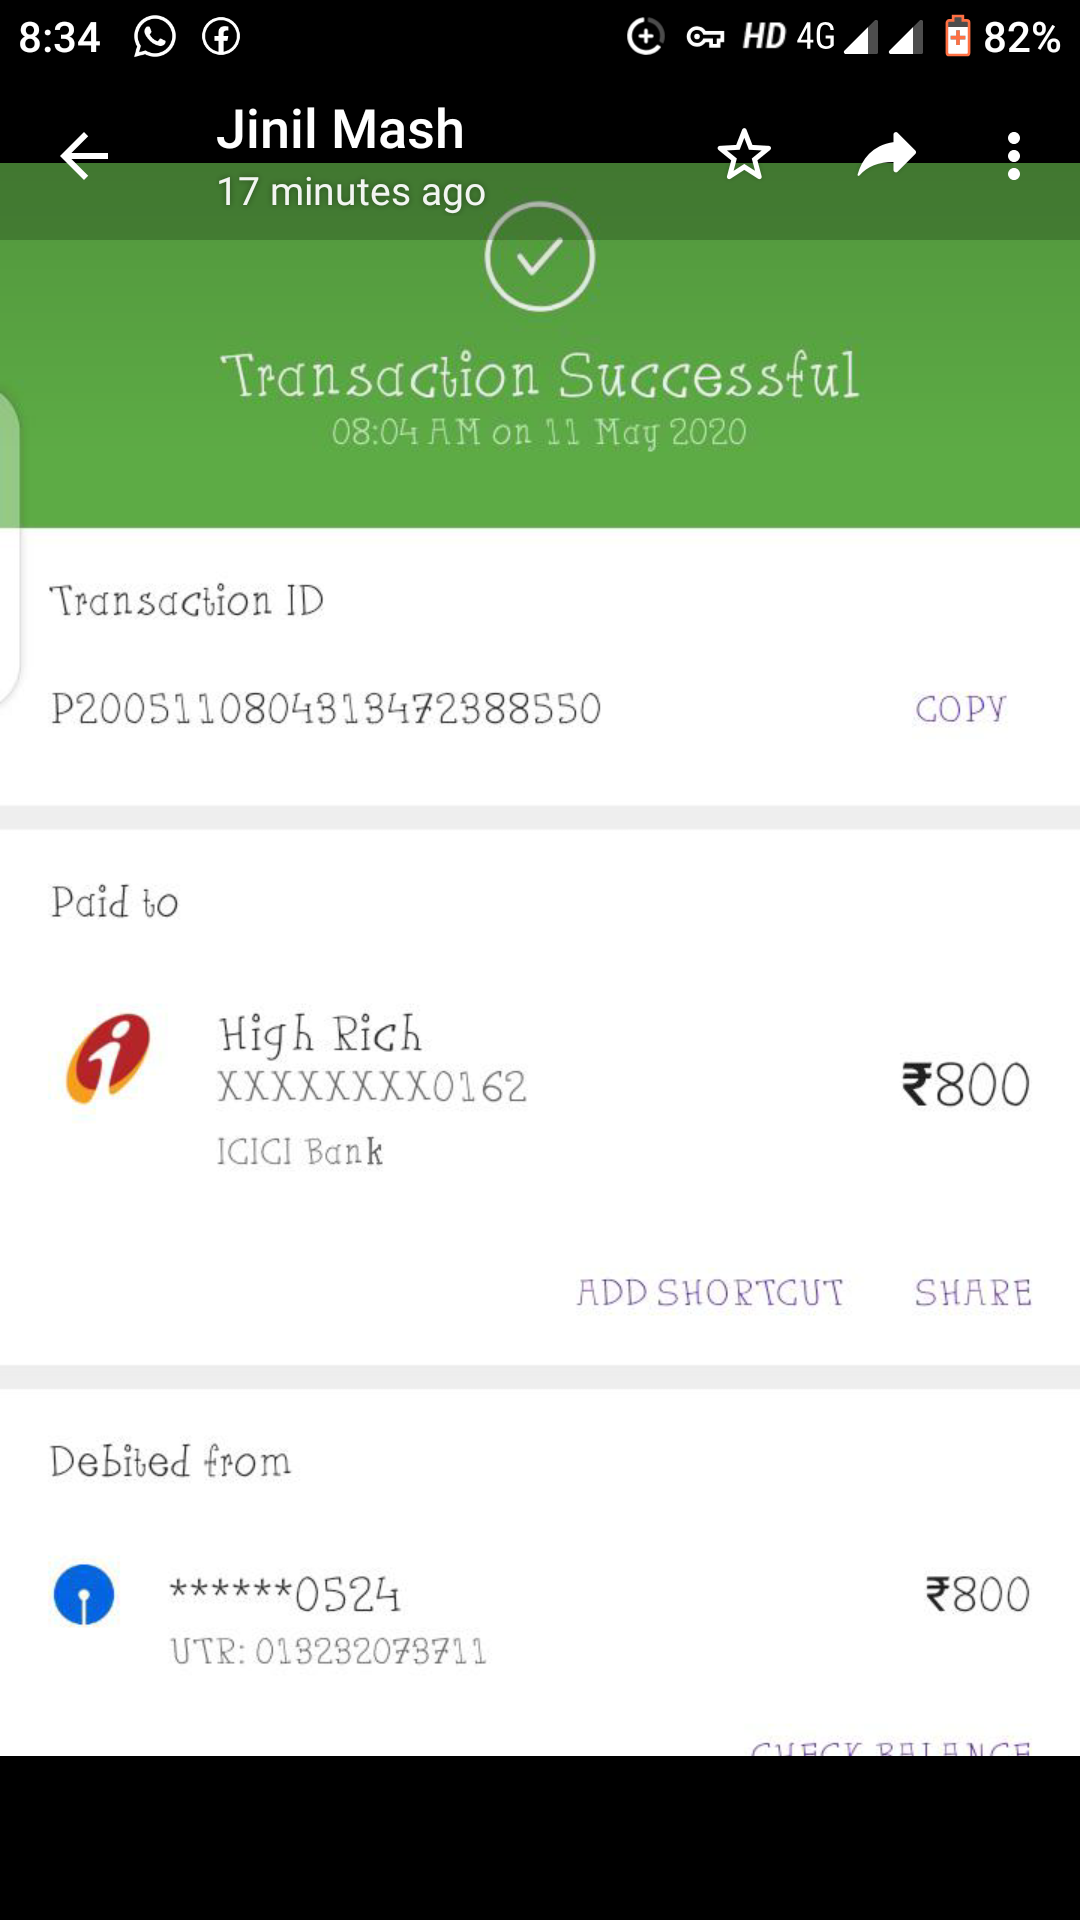 8:34 HD 4G 82%
Jinil Mash
17 minutes ago
Transaction Successful
08:04 AM on 11 May 2020
Transaction ID
P2005110804313472388550
COPY
Paid to
High Rich
XXXXXXXX0162
₹800
ICICI Bank
ADD SHORTCUT SHARE
Debited from
******0524 ₹800
UTR: 013232073711
CHECK BALANCE